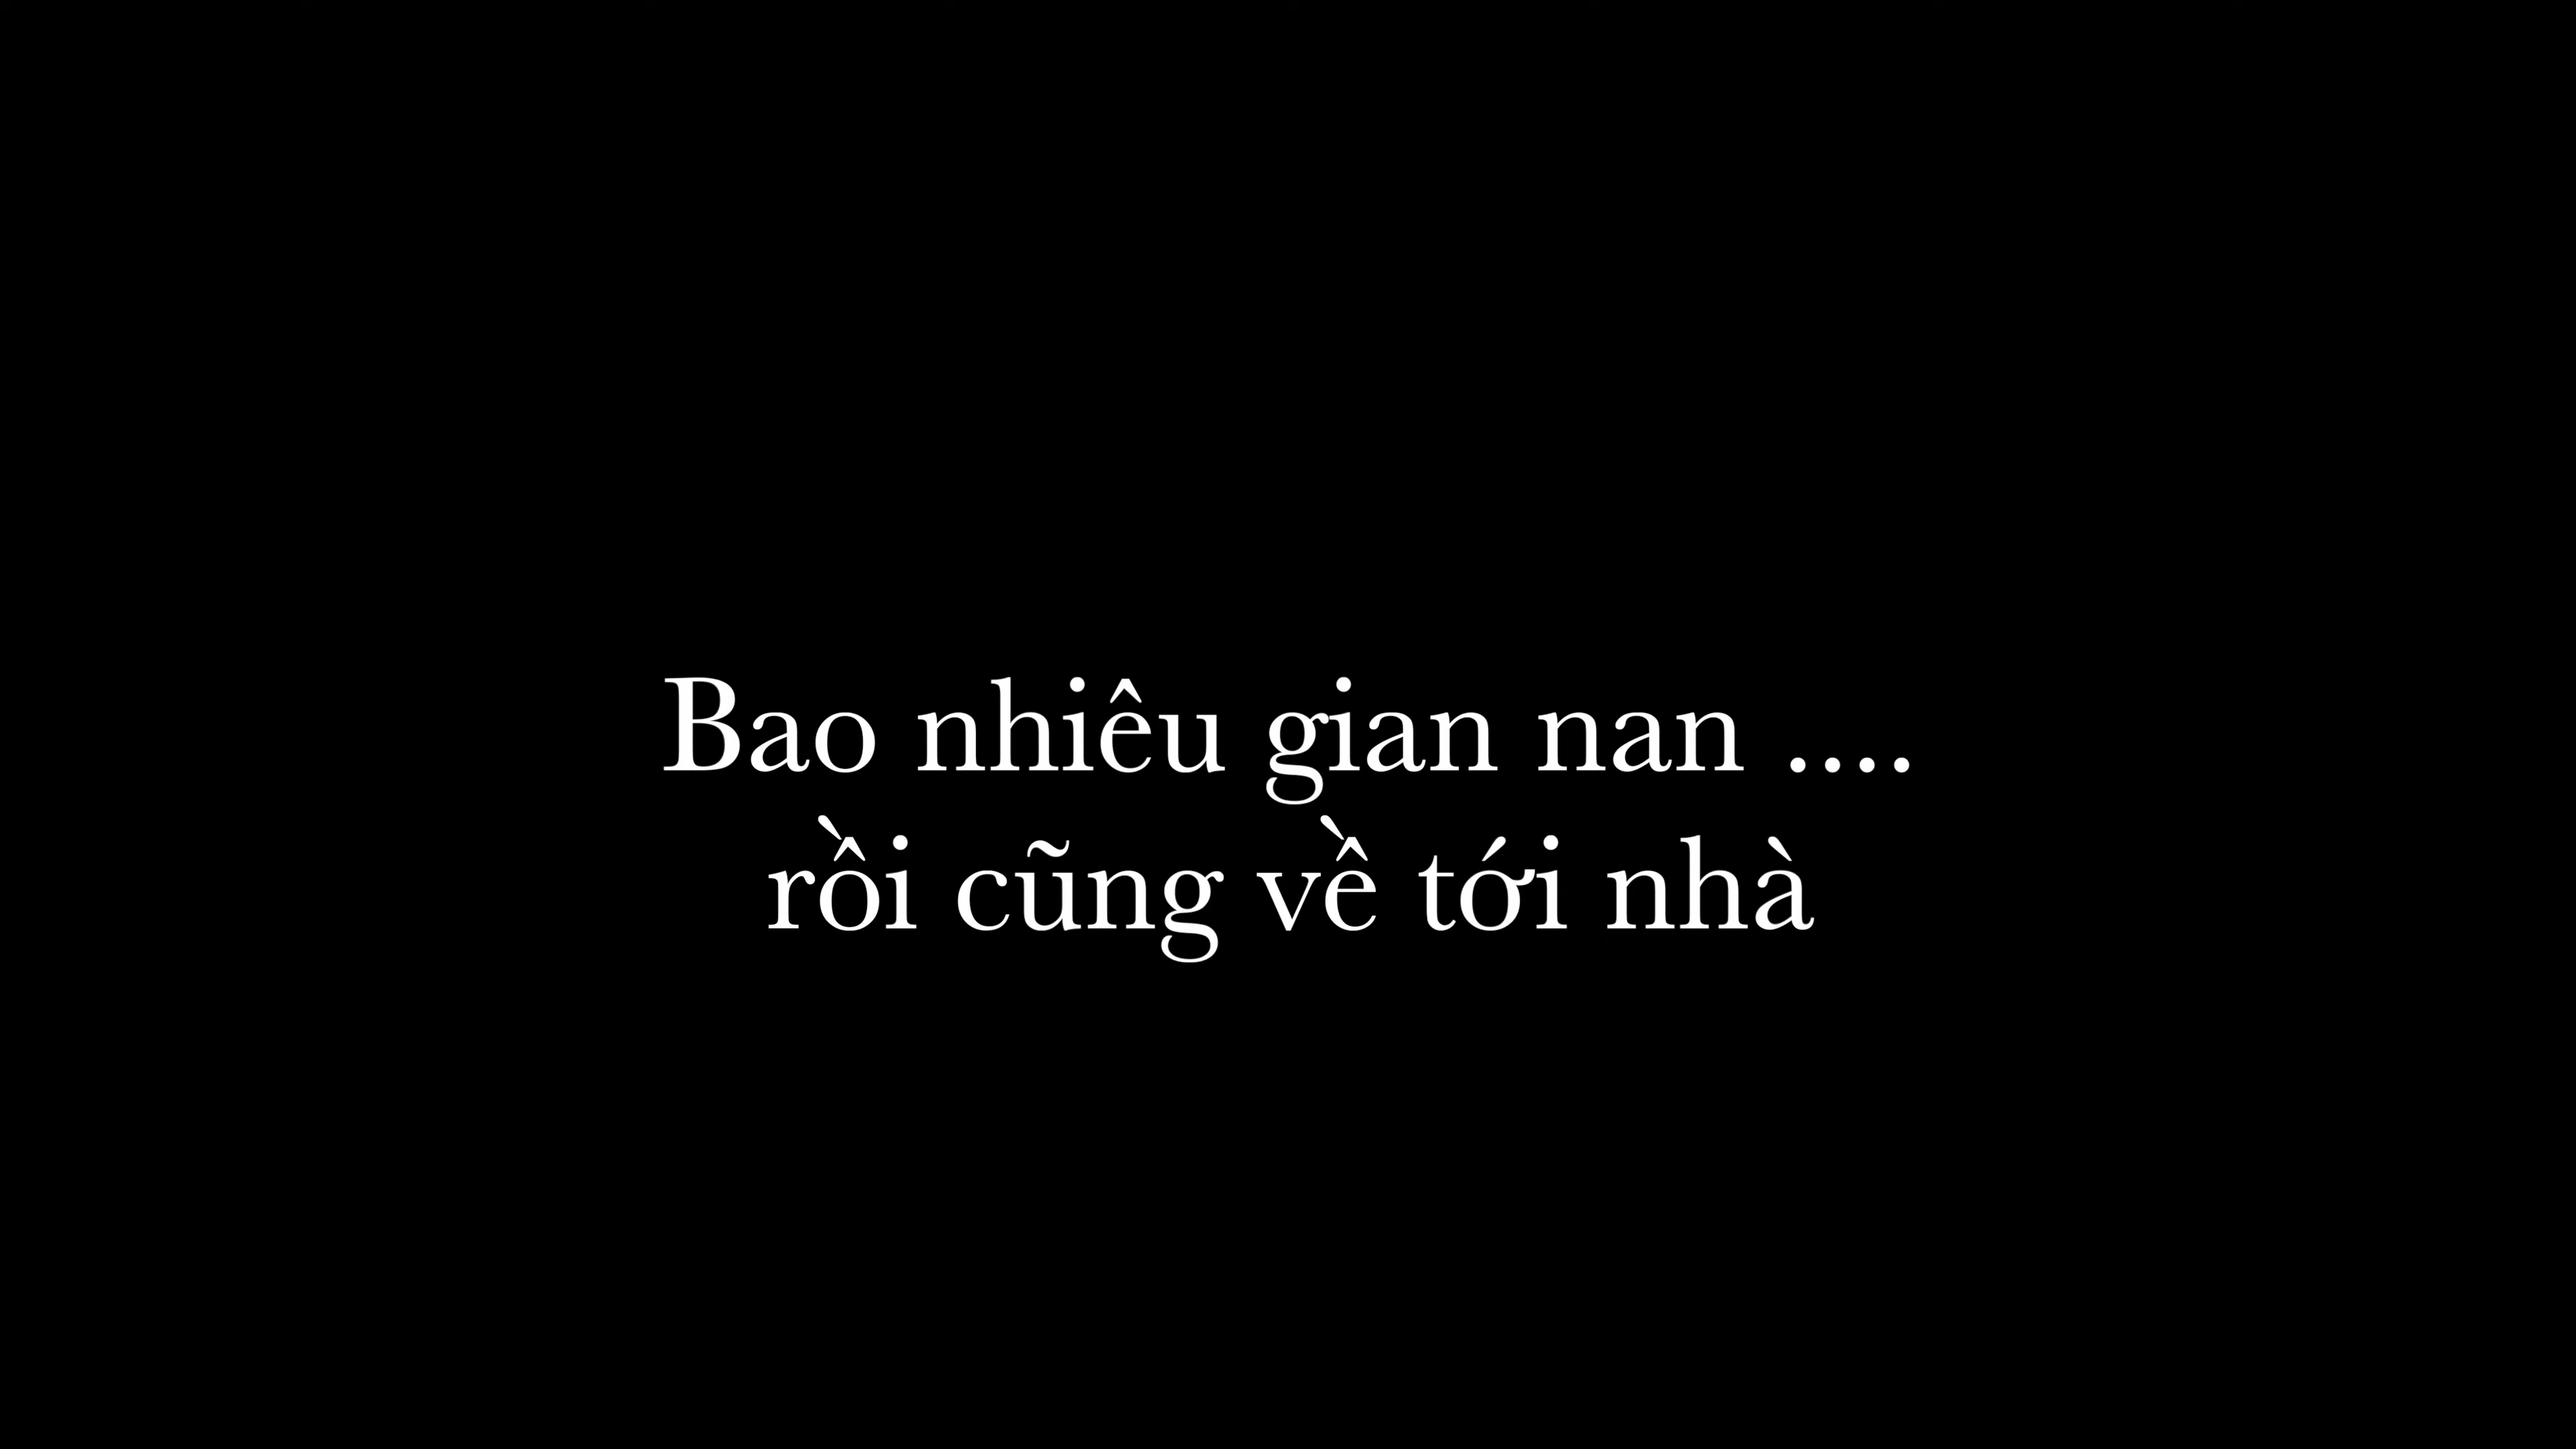 Bao nhiêu gian nan ....
rồi cũng về tới nhà